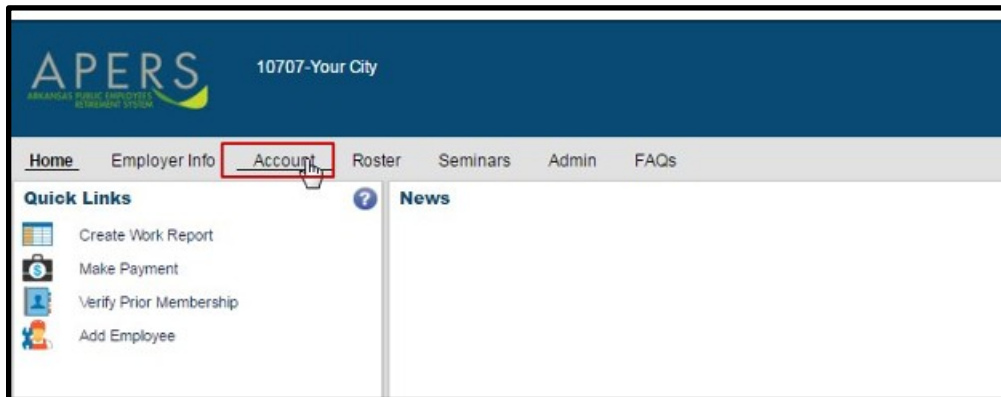 APERS
ARKANSAS PUBLIC EMPLOYEES
RETIREMENT SYSTEM
10707-Your City
Home Employer Info Account Roster Seminars Admin FAQs
Quick Links ? News
Create Work Report
$ Make Payment
Verify Prior Membership
Add Employee